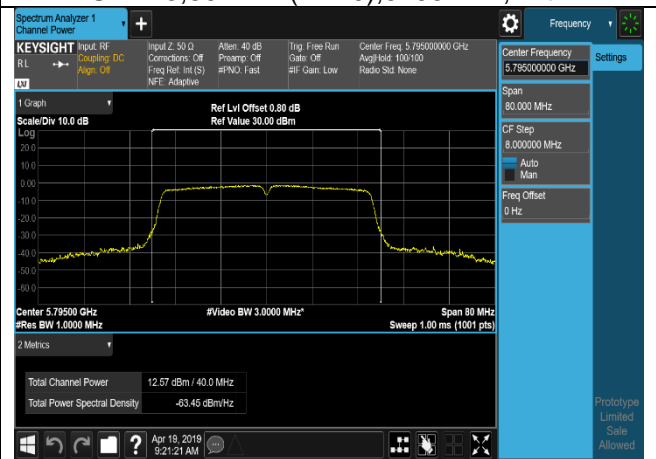 Spectrum Analyzer 1
Channel Power
Frequency
KEYSIGHT
RL
LXI
Input: RF
Coupling: DC
Align: Off
Input Z: 50 Ω
Corrections: Off
Freq Ref: Int (S)
NFE: Adaptive
Atten: 40 dB
Preamp: Off
#PNO: Fast
Trig: Free Run
Gate: Off
#IF Gain: Low
Center Freq: 5.795000000 GHz
Avg|Hold: 100/100
Radio Std: None
Center Frequency
5.795000000 GHz
Settings
Span
80.000 MHz
CF Step
8.000000 MHz
Auto
Man
Freq Offset
0 Hz
1 Graph
Scale/Div 10.0 dB
Ref Lvl Offset 0.80 dB
Ref Value 30.00 dBm
Log
20.0
10.0
0.00
-10.0
-20.0
-30.0
-40.0
-50.0
-60.0
Center 5.79500 GHz
#Res BW 1.0000 MHz
#Video BW 3.0000 MHz*
Span 80 MHz
Sweep 1.00 ms (1001 pts)
2 Metrics
Total Channel Power 12.57 dBm / 40.0 MHz
Total Power Spectral Density -63.45 dBm/Hz
Apr 19, 2019
9:21:21 AM
Prototype
Limited
Sale
Allowed